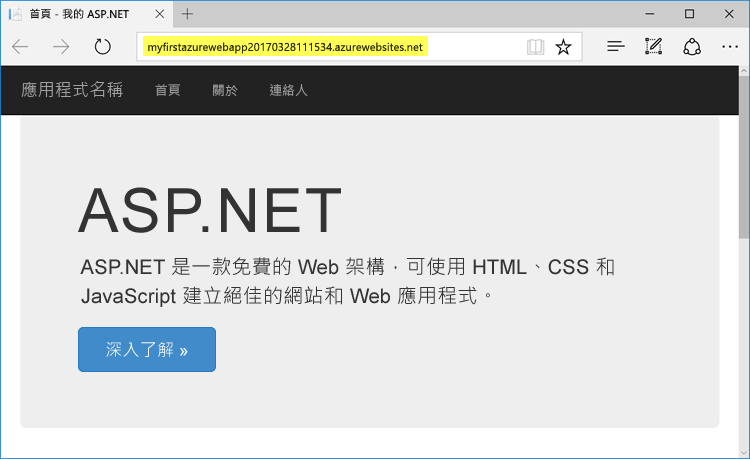 首頁 - 我的 ASP.NET
myfirstazurewebapp20170328111534.azurewebsites.net
應用程式名稱 首頁 關於 連絡人
ASP.NET
ASP.NET 是一款免費的 Web 架構，可使用 HTML、CSS 和
JavaScript 建立絕佳的網站和 Web 應用程式。
深入了解 »